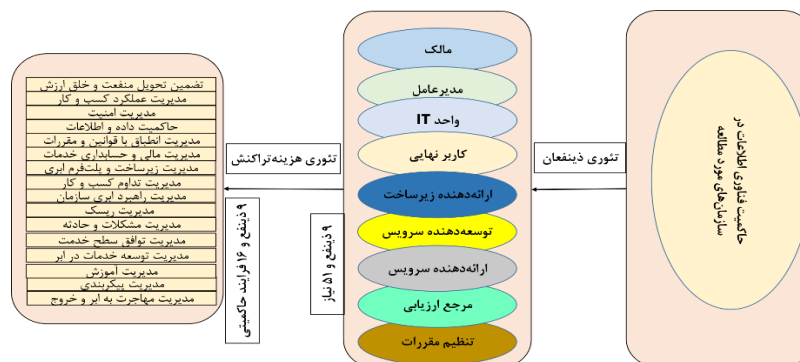 حاکمیت فناوری اطلاعات در
سازمان‌های مورد مطالعه
تئوری ذینفعان
مالک
مدیرعامل
واحد IT
کاربر نهایی
ارائه‌دهنده زیرساخت
توسعه‌دهنده سرویس
ارائه‌دهنده سرویس
مرجع ارزیابی
تنظیم مقررات
۹ ذینفع و ۵۱ نیاز
تئوری هزینه‌تراکنش
۹ ذینفع و ۱۶ فرایند حاکمیتی
تضمین تحویل منفعت و خلق ارزش
مدیریت عملکرد کسب و کار
مدیریت امنیت
حاکمیت داده و اطلاعات
مدیریت انطباق با قوانین و مقررات
مدیریت مالی و حسابداری خدمات
مدیریت زیرساخت و پلت‌فرم ابری
مدیریت تداوم کسب و کار
مدیریت راهبرد ابری سازمان
مدیریت ریسک
مدیریت مشکلات و حادثه
مدیریت توافق سطح خدمت
مدیریت توسعه خدمات در ابر
مدیریت آموزش
مدیریت پیکربندی
مدیریت مهاجرت به ابر و خروج